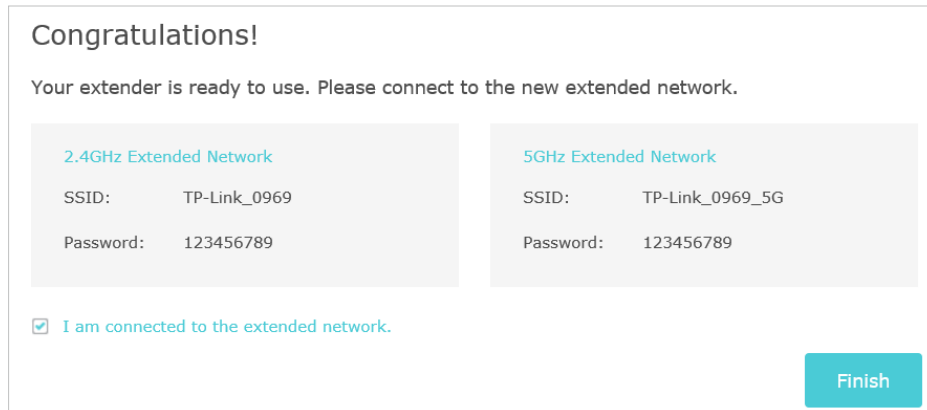 Congratulations!
Your extender is ready to use. Please connect to the new extended network.
2.4GHz Extended Network
SSID: TP-Link_0969
Password: 123456789
5GHz Extended Network
SSID: TP-Link_0969_5G
Password: 123456789
I am connected to the extended network.
Finish